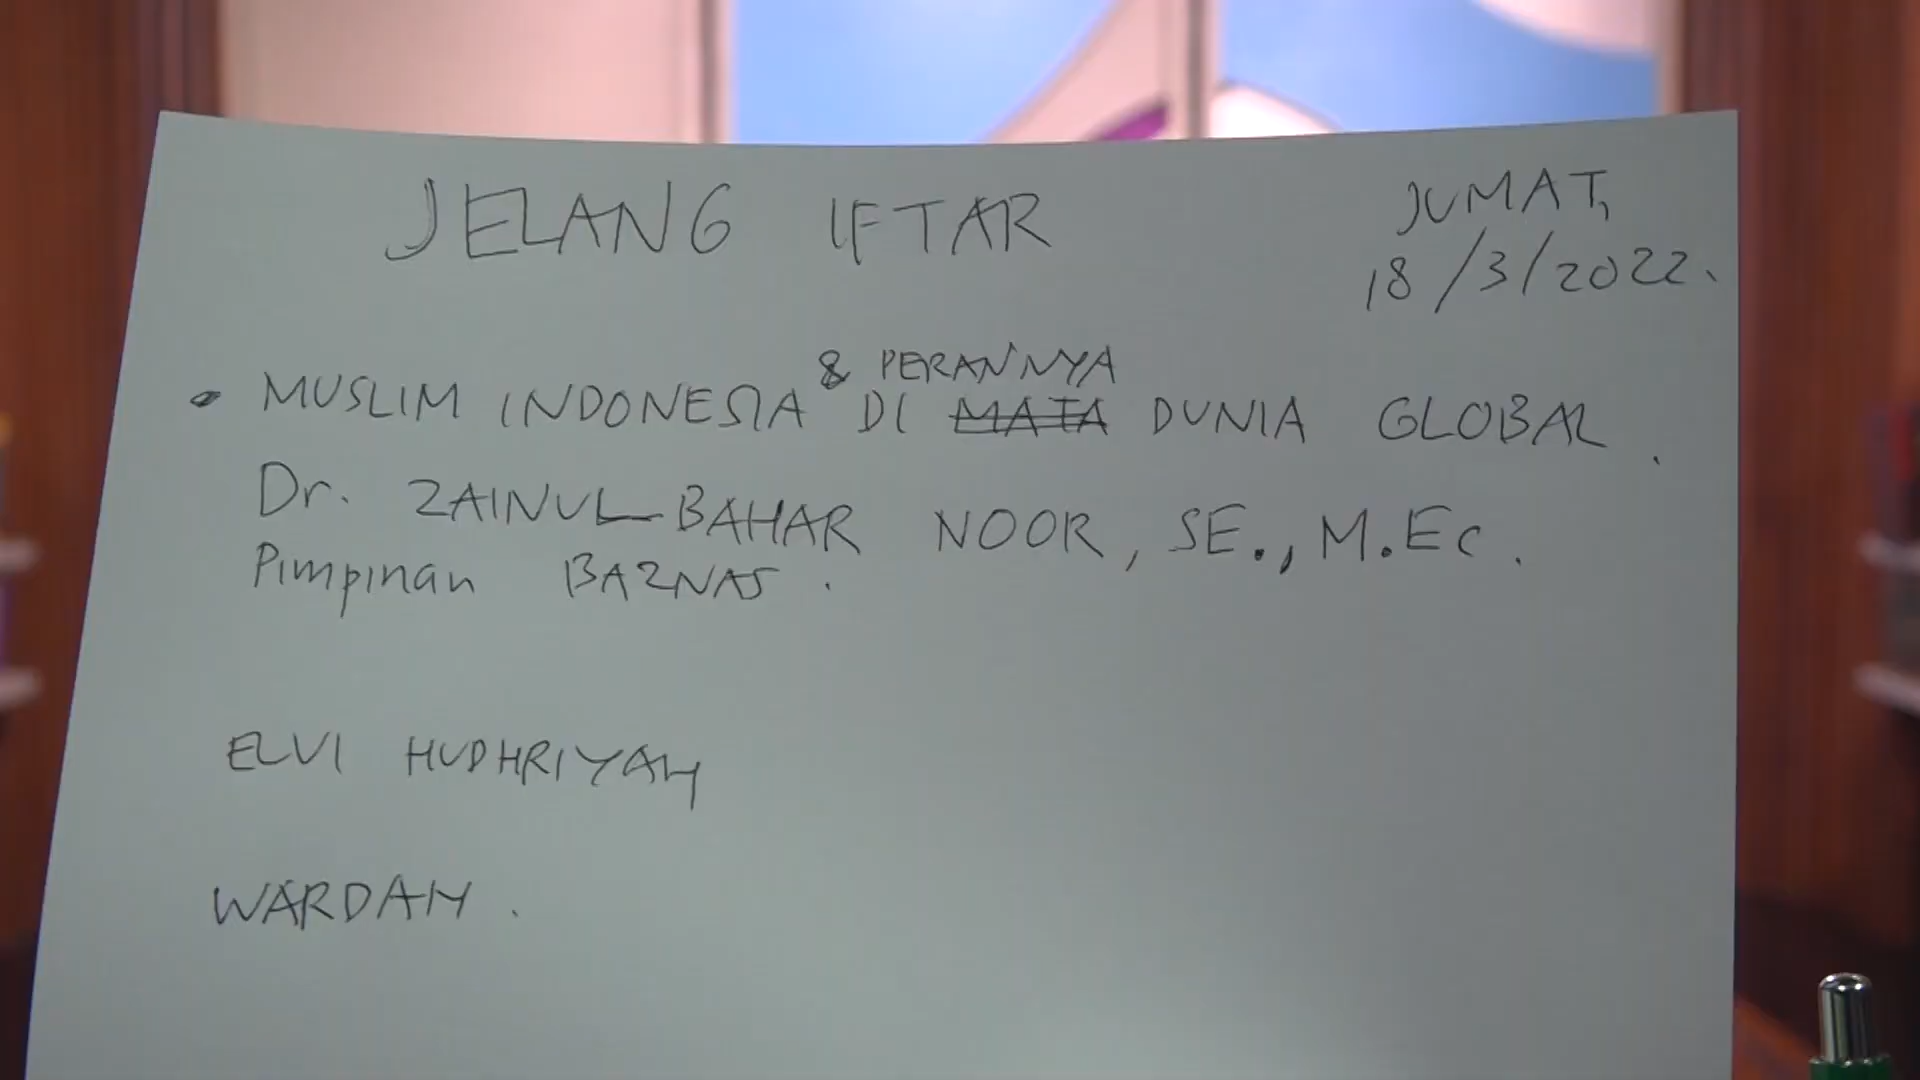 JELANG IFTAR
JUMAT,
18/3/2022.
• MUSLIM INDONESIA & PERANNYA DI MATA DUNIA GLOBAL.
Dr. ZAINUL BAHAR NOOR, SE., M.Ec.
Pimpinan BAZNAS.
ELVI HUDHRIYAH
WARDAH.